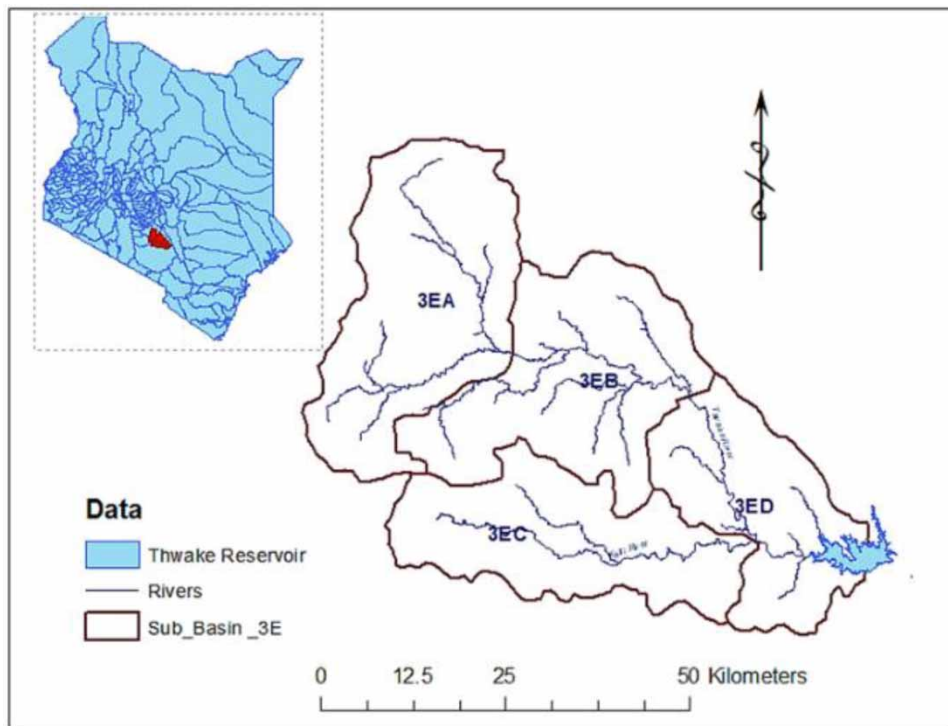 3EA
3EB
3ED
3EC
Data
Thwake Reservoir
Rivers
Sub_Basin _3E
0 12.5 25 50 Kilometers